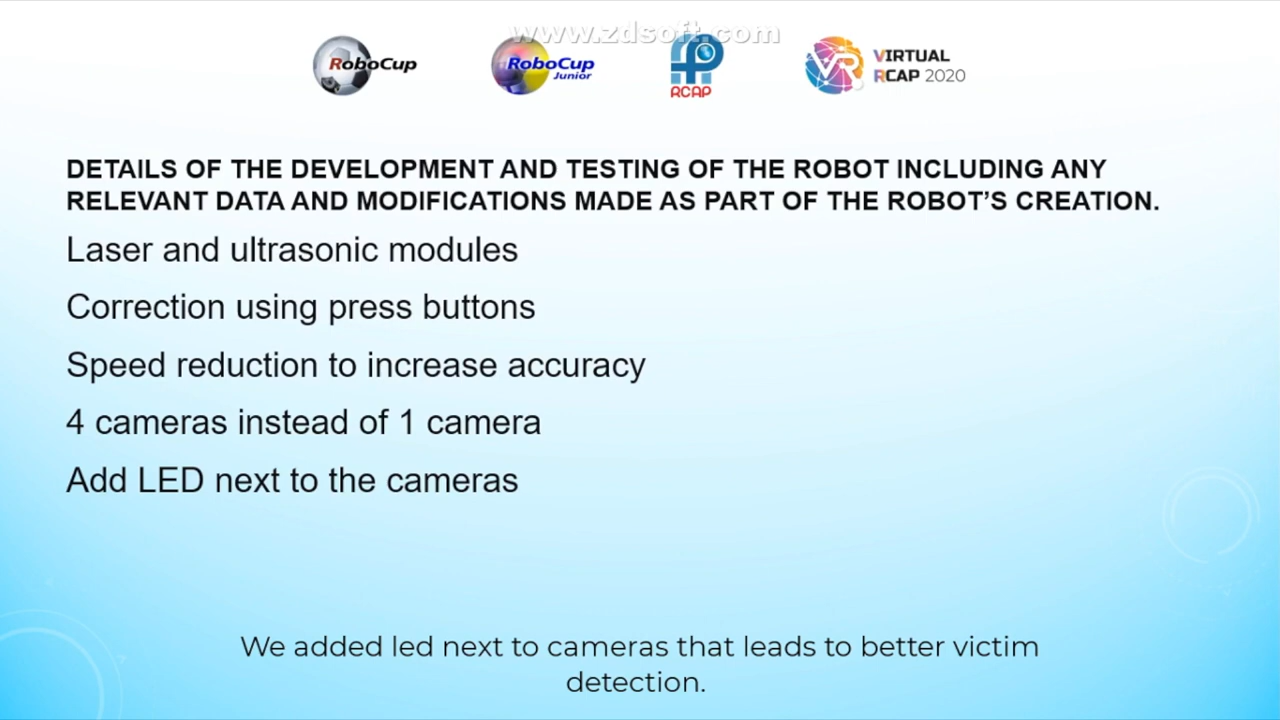 www.zdsoft.com
RoboCup
RoboCup
Junior
RCAP
VR
VIRTUAL
RCAP 2020
DETAILS OF THE DEVELOPMENT AND TESTING OF THE ROBOT INCLUDING ANY
RELEVANT DATA AND MODIFICATIONS MADE AS PART OF THE ROBOT’S CREATION.
Laser and ultrasonic modules
Correction using press buttons
Speed reduction to increase accuracy
4 cameras instead of 1 camera
Add LED next to the cameras
We added led next to cameras that leads to better victim
detection.